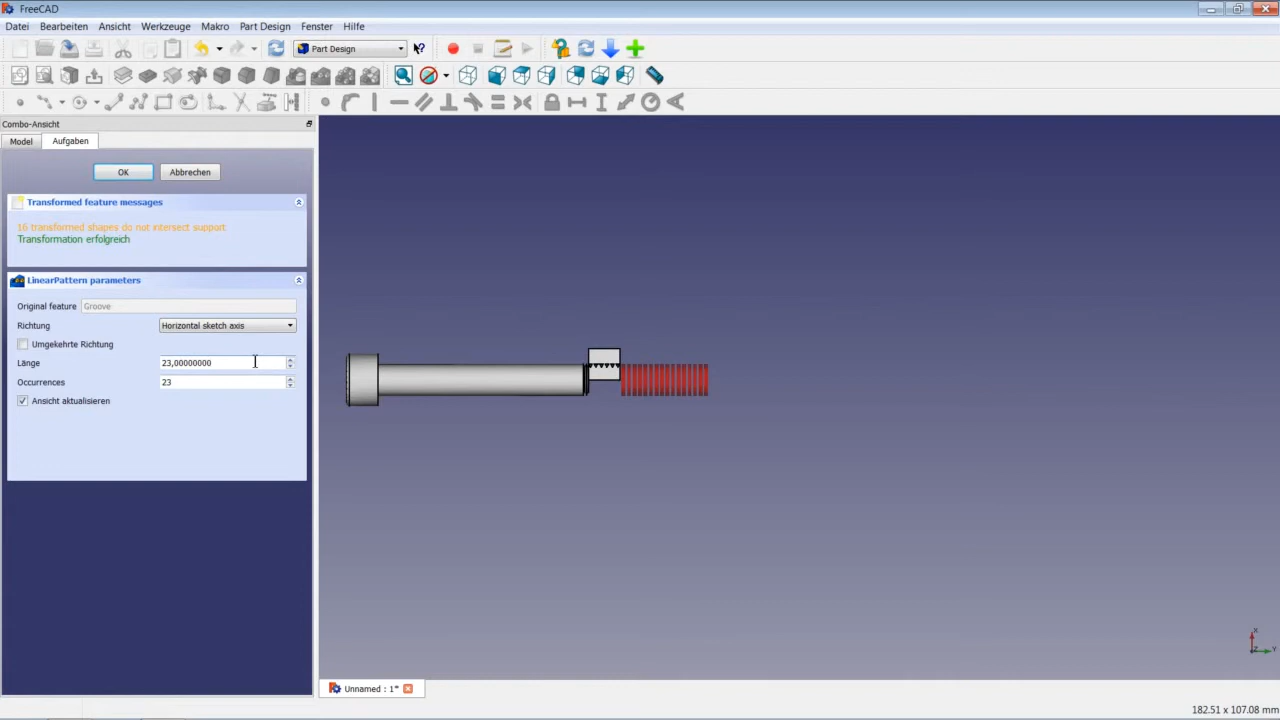 FreeCAD
Datei Bearbeiten Ansicht Werkzeuge Makro Part Design Fenster Hilfe
Part Design
Combo-Ansicht
Model Aufgaben
OK Abbrechen
Transformed feature messages
16 transformed shapes do not intersect support
Transformation erfolgreich
LinearPattern parameters
Original feature Groove
Richtung Horizontal sketch axis
Umgekehrte Richtung
Länge 23,00000000
Occurrences 23
Ansicht aktualisieren
X
Z Y
Unnamed : 1*
182.51 x 107.08 mm